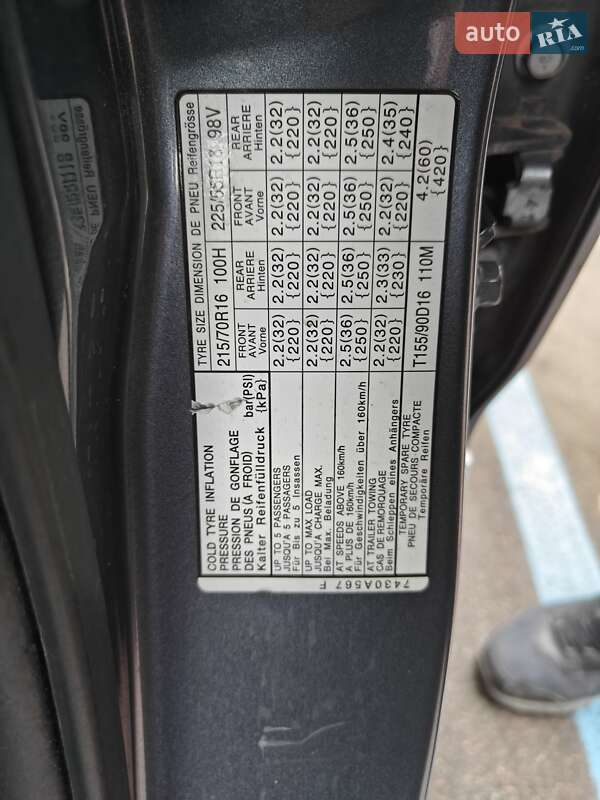 auto RIA.com
TYRE SIZE DIMENSION DE PNEU Reifengrösse
215/70R16 100H
225/55R18 98V
COLD TYRE INFLATION
PRESSURE
PRESSION DE GONFLAGE
DES PNEUS(A FROID)
Kalter Reifenfülldruck
bar(PSI)
{kPa}
FRONT
AVANT
Vorne
REAR
ARRIERE
Hinten
FRONT
AVANT
Vorne
REAR
ARRIERE
Hinten
UP TO 5 PASSENGERS
JUSQU'A 5 PASSAGERS
Für Bis zu 5 Insassen
2.2(32)
{220}
2.2(32)
{220}
2.2(32)
{220}
2.2(32)
{220}
UP TO MAX LOAD
JUSQU'A CHARGE MAX.
Bei Max. Beladung
2.2(32)
{220}
2.2(32)
{220}
2.2(32)
{220}
2.2(32)
{220}
AT SPEEDS ABOVE 160km/h
A PLUS DE 160km/h
Für Geschwindigkeiten über 160km/h
2.5(36)
{250}
2.5(36)
{250}
2.5(36)
{250}
2.5(36)
{250}
AT TRAILER TOWING
CAS DE REMORQUAGE
Beim Schleppen eines Anhängers
2.2(32)
{220}
2.3(33)
{230}
2.2(32)
{220}
2.4(35)
{240}
TEMPORARY SPARE TYRE
PNEU DE SECOURS COMPACTE
Temporäre Reifen
T155/90D16 110M
4.2(60)
{420}
7430A567 F